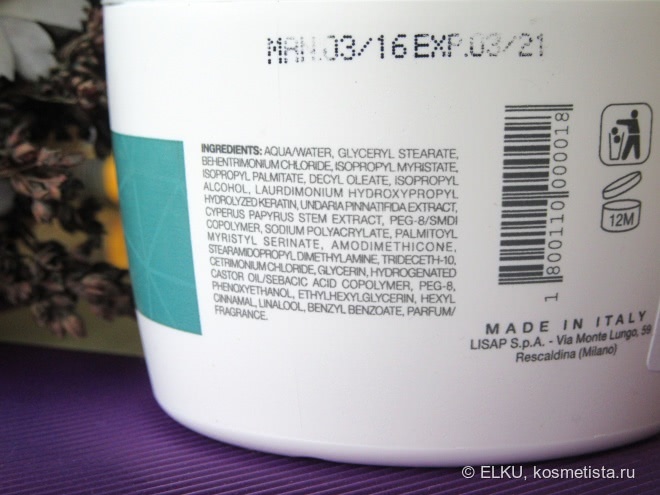 MAN.03/16 EXP.03/21
INGREDIENTS: AQUA/WATER, GLYCERYL STEARATE,
BEHENTRIMONIUM CHLORIDE, ISOPROPYL MYRISTATE,
ISOPROPYL PALMITATE, DECYL OLEATE, ISOPROPYL
ALCOHOL, LAURDIMONIUM HYDROXYPROPYL
HYDROLYZED KERATIN, UNDARIA PINNATIFIDA EXTRACT,
CYPERUS PAPYRUS STEM EXTRACT, PEG-8/SMDI
COPOLYMER, SODIUM POLYACRYLATE, PALMITOYL
MYRISTYL SERINATE, AMODIMETHICONE,
STEARAMIDOPROPYL DIMETHYLAMINE, TRIDECETH-10,
CETRIMONIUM CHLORIDE, GLYCERIN, HYDROGENATED
CASTOR OIL/SEBACIC ACID COPOLYMER, PEG-8,
PHENOXYETHANOL, ETHYLHEXYLGLYCERIN, HEXYL
CINNAMAL, LINALOOL, BENZYL BENZOATE, PARFUM/
FRAGRANCE.
1 800110 000018
12M
MADE IN ITALY
LISAP S.p.A. - Via Monte Lungo, 59
Rescaldina (Milano)
© ELKU, kosmetista.ru